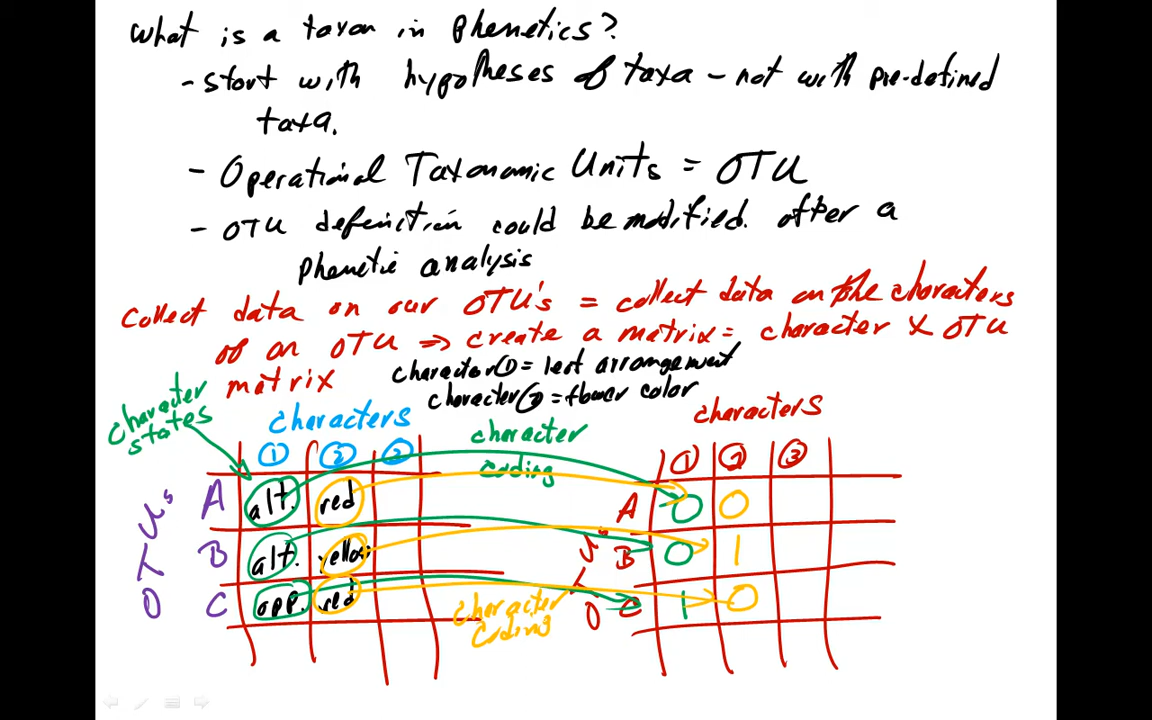 What is a taxon in Phenetics?
- start with hypotheses of taxa - not with pre-defined
taxa.
- Operational Taxonomic Units = OTU
- OTU definition could be modified after a
Phenetic analysis
Collect data on our OTU's = collect data on the characters
of an OTU => create a matrix = character X OTU
matrix
character ① = leaf arrangement
character ② = flower color
character
states
characters
① ② ③
OTUs
A alt. red
B alt. yellow
C opp. red
character
coding
character
coding
characters
① ② ③
OTUs
A 0 0
B 0 1
C 1 0